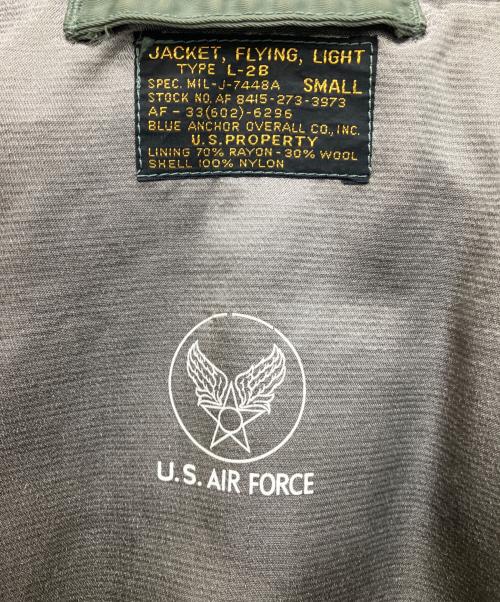 JACKET, FLYING, LIGHT
TYPE L-2B
SPEC. MIL-J-7448A SMALL
STOCK NO. AF 8415-273-3973
AF-33(602)-6296
BLUE ANCHOR OVERALL CO., INC.
U.S. PROPERTY
LINING 70% RAYON-30% WOOL
SHELL 100% NYLON
U.S. AIR FORCE